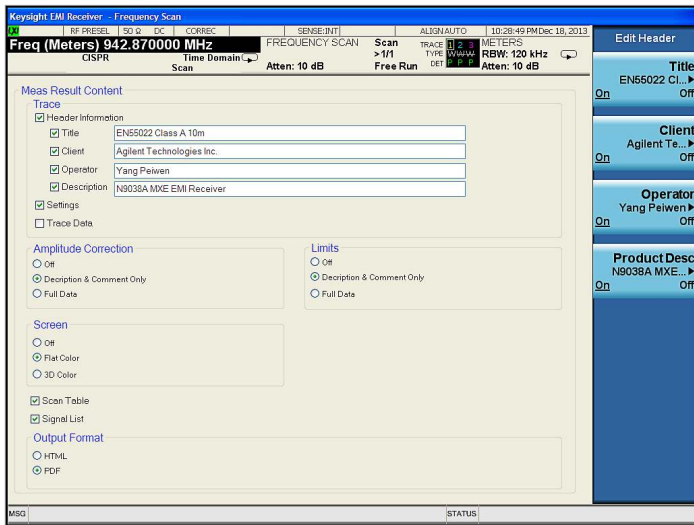 Keysight EMI Receiver - Frequency Scan
RF PRESEL 50 Ω DC CORREC SENSE:INT ALIGN AUTO 10:28:49 PM Dec 18, 2013
Freq (Meters) 942.870000 MHz
FREQUENCY SCAN
Scan
TRACE 1 2 3
METERS
>1/1
TYPE W W W
RBW: 120 kHz
CISPR
Time Domain
Scan
Atten: 10 dB
Free Run
DET P P P
Atten: 10 dB
Edit Header
Title
EN55022 Cl...
On Off
Client
Agilent Te...
On Off
Operator
Yang Peiwen
On Off
Product Desc
N9038A MXE...
On Off
Meas Result Content
Trace
Header Information
Title EN55022 Class A 10m
Client Agilent Technologies Inc.
Operator Yang Peiwen
Description N9038A MXE EMI Receiver
Settings
Trace Data
Amplitude Correction
Off
Decription & Comment Only
Full Data
Limits
Off
Decription & Comment Only
Full Data
Screen
Off
Flat Color
3D Color
Scan Table
Signal List
Output Format
HTML
PDF
MSG STATUS